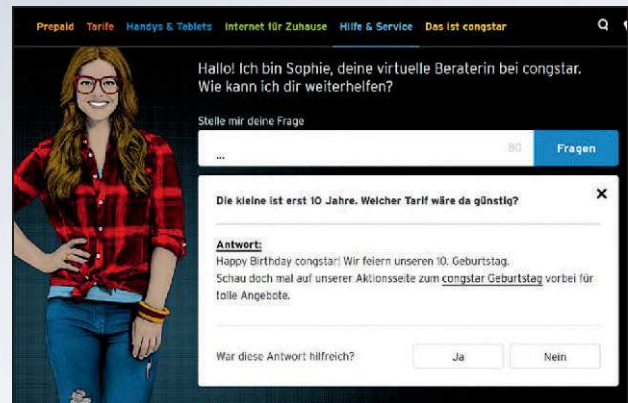 Prepaid Tarife Handys & Tablets Internet für Zuhause Hilfe & Service Das ist congstar
Hallo! Ich bin Sophie, deine virtuelle Beraterin bei congstar.
Wie kann ich dir weiterhelfen?
Stelle mir deine Frage
... 80 Fragen
Die kleine ist erst 10 Jahre. Welcher Tarif wäre da günstig?
Antwort:
Happy Birthday congstar! Wir feiern unseren 10. Geburtstag.
Schau doch mal auf unserer Aktionsseite zum congstar Geburtstag vorbei für
tolle Angebote.
War diese Antwort hilfreich? Ja Nein